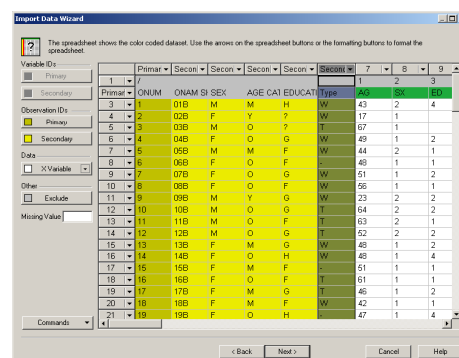 Import Data Wizard
The spreadsheet shows the color coded dataset. Use the arrows on the spreadsheet buttons or the formatting buttons to format the
spreadsheet.
Variable IDs
Primary
Secondary
Observation IDs
Primary
Secondary
Data
X Variable
Other
Exclude
Missing Value
Commands
Primar Secon Secon Secon Secon Secon 7 8 9
1 / 1 2 3
Primar ONUM ONAM SH SEX AGE CAT EDUCATI Type AG SX ED
3 1 01B M M H W 43 2 4
4 2 02B F Y ? W 17 1
5 3 03B M O ? T 67 1
6 4 04B F M G W 49 1 2
7 5 05B M M F W 44 2 1
8 6 06B F O F - 48 1 1
9 7 07B F O G W 51 1 2
10 8 08B F O F W 56 1 1
11 9 09B M Y G W 23 2 2
12 10 10B M O G T 64 2 2
13 11 11B M O F T 63 2 1
14 12 12B M O G T 52 2 2
15 13 13B F M G W 48 1 2
16 14 14B F O H W 48 1 4
17 15 15B F M F - 51 1 1
18 16 16B F O F T 61 1 1
19 17 17B F M G T 46 1 2
20 18 18B F M F W 42 1 1
21 19 19B F M H - 47 1 4
< Back Next > Cancel Help